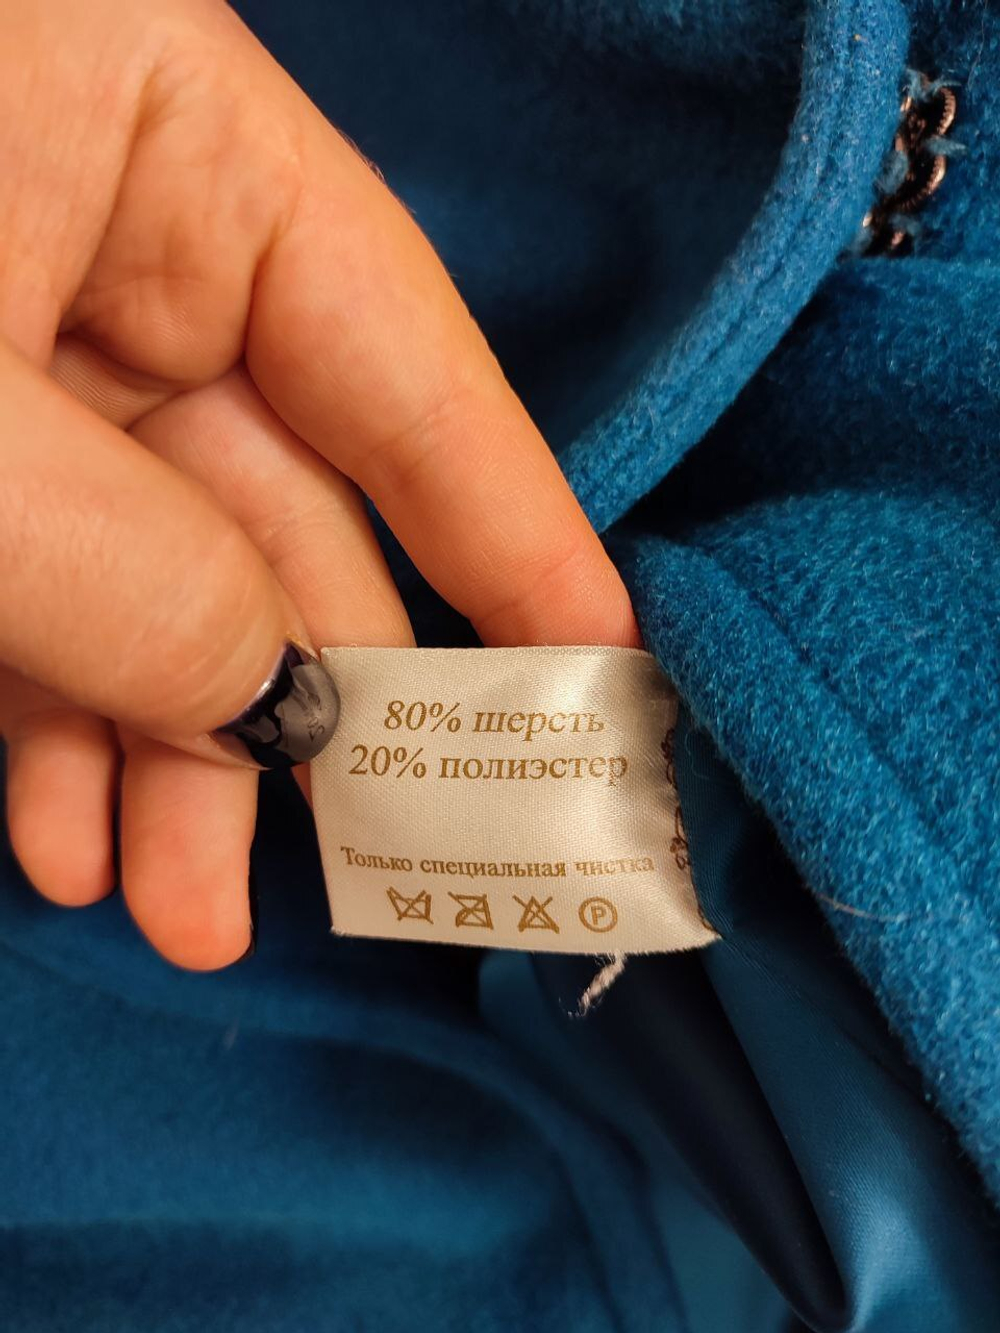 80% шерсть
20% полиэстер
Только специальная чистка
P